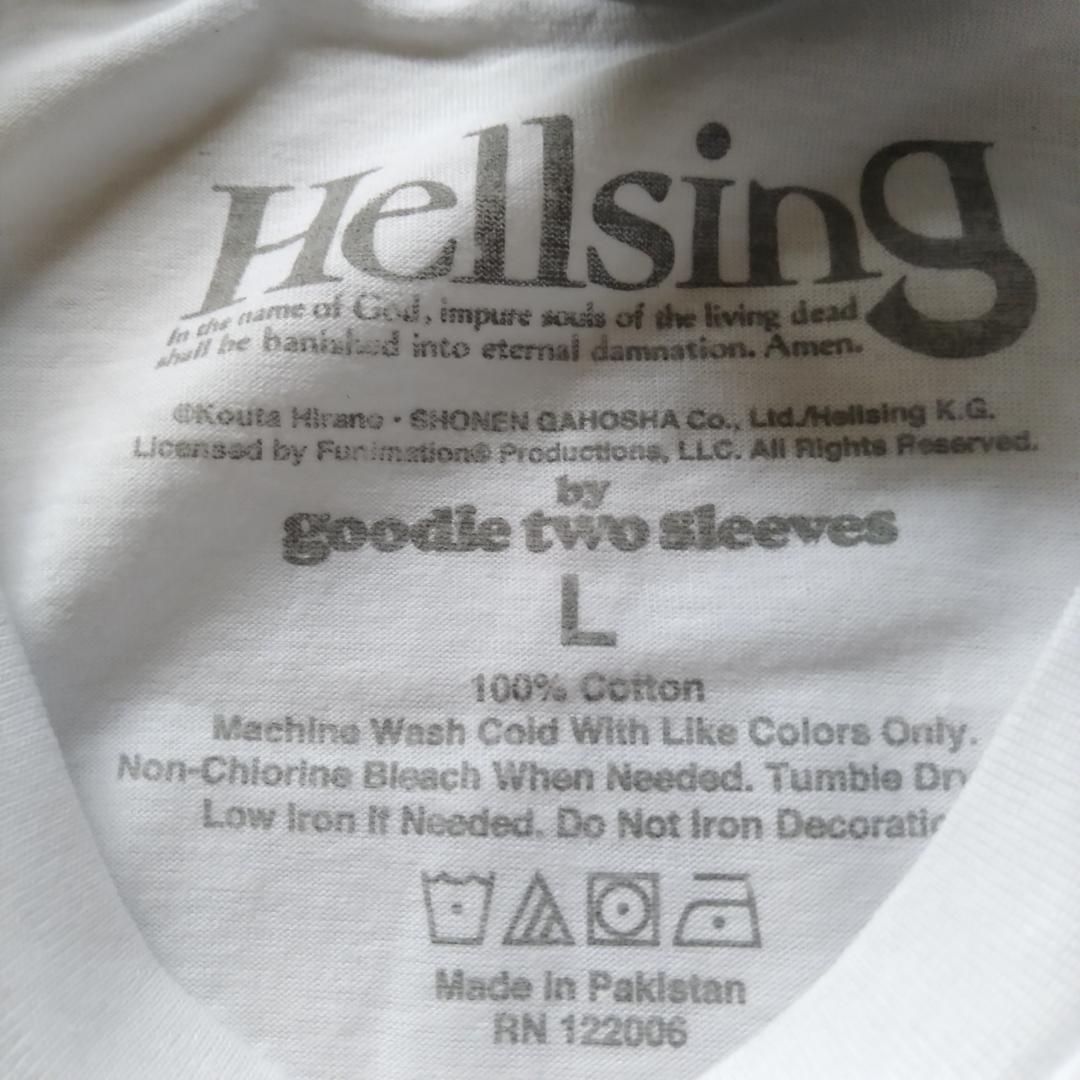 Hellsing
In the name of God, impure souls of the living dead
shall be banished into eternal damnation. Amen.
©Kouta Hirano • SHONEN GAHOSHA Co., Ltd./Hellsing K.G.
Licensed by Funimation® Productions, LLC. All Rights Reserved.
by
goodie two sleeves
L
100% Cotton
Machine Wash Cold With Like Colors Only.
Non-Chlorine Bleach When Needed. Tumble Dry
Low Iron If Needed. Do Not Iron Decoratio
Made in Pakistan
RN 122006